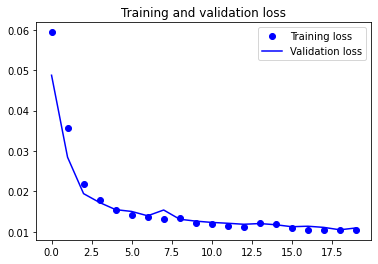 Training and validation loss
Training loss
Validation loss
0.06
0.05
0.04
0.03
0.02
0.01
0.0 2.5 5.0 7.5 10.0 12.5 15.0 17.5